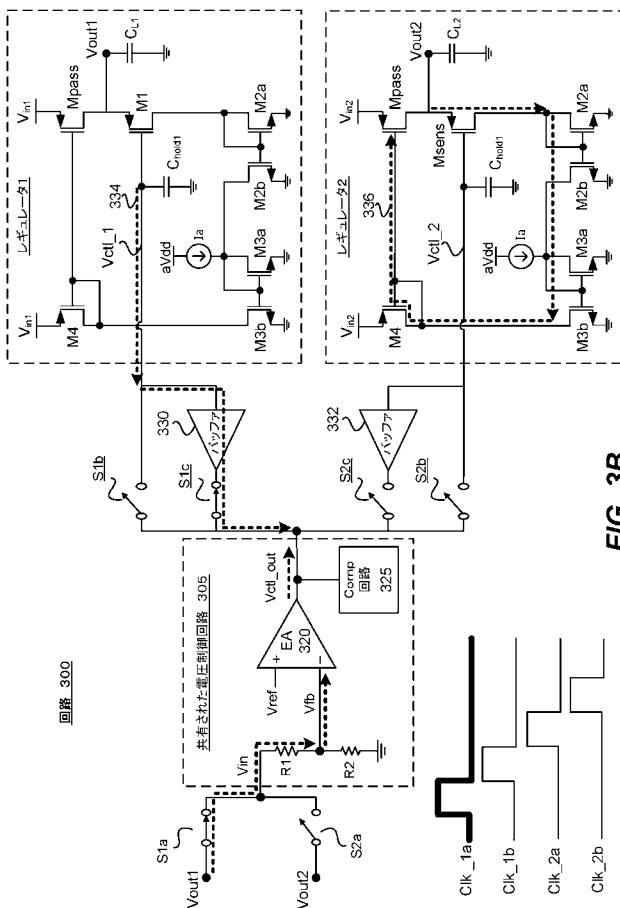 回路 300
共有された電圧制御回路 305
Vout1
S1a
Vout2
S2a
Vin
R1
R2
Vref
Vfb
+
−
EA
320
Vctl_out
Comp
回路
325
S1b
S1c
330
バッファ
332
バッファ
S2c
S2b
レギュレータ1
Vin1
M4
Vin1
Mpass
Vout1
CL1
334
Vctl_1
M1
Chold1
aVdd
Ia
M3b
M3a
M2b
M2a
レギュレータ2
Vin2
M4
Vin2
Mpass
Vout2
CL2
336
Vctl_2
Msens
Chold1
aVdd
Ia
M3b
M3a
M2b
M2a
Clk_1a
Clk_1b
Clk_2a
Clk_2b
FIG. 3B